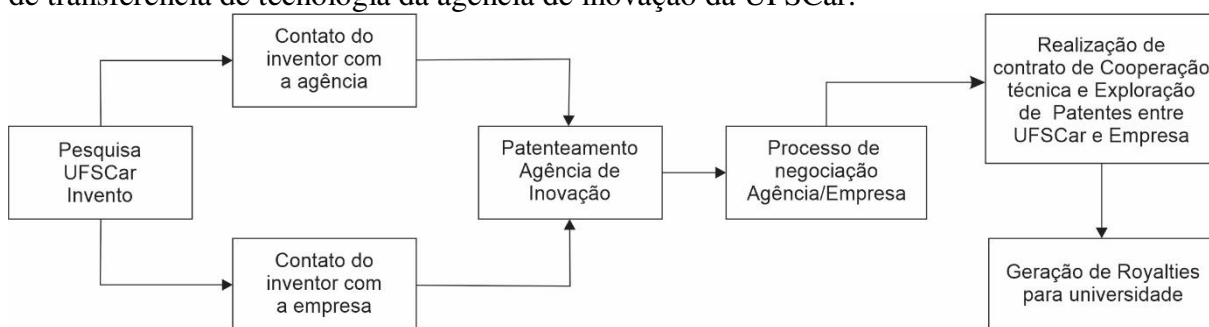 de transferência de tecnologia da agência de inovação da UFSCar.
Contato do
inventor com
a agência
Pesquisa
UFSCar
Invento
Contato do
inventor com
a empresa
Patenteamento
Agência de
Inovação
Processo de
negociação
Agência/Empresa
Realização de
contrato de Cooperação
técnica e Exploração
de Patentes entre
UFSCar e Empresa
Geração de Royalties
para universidade